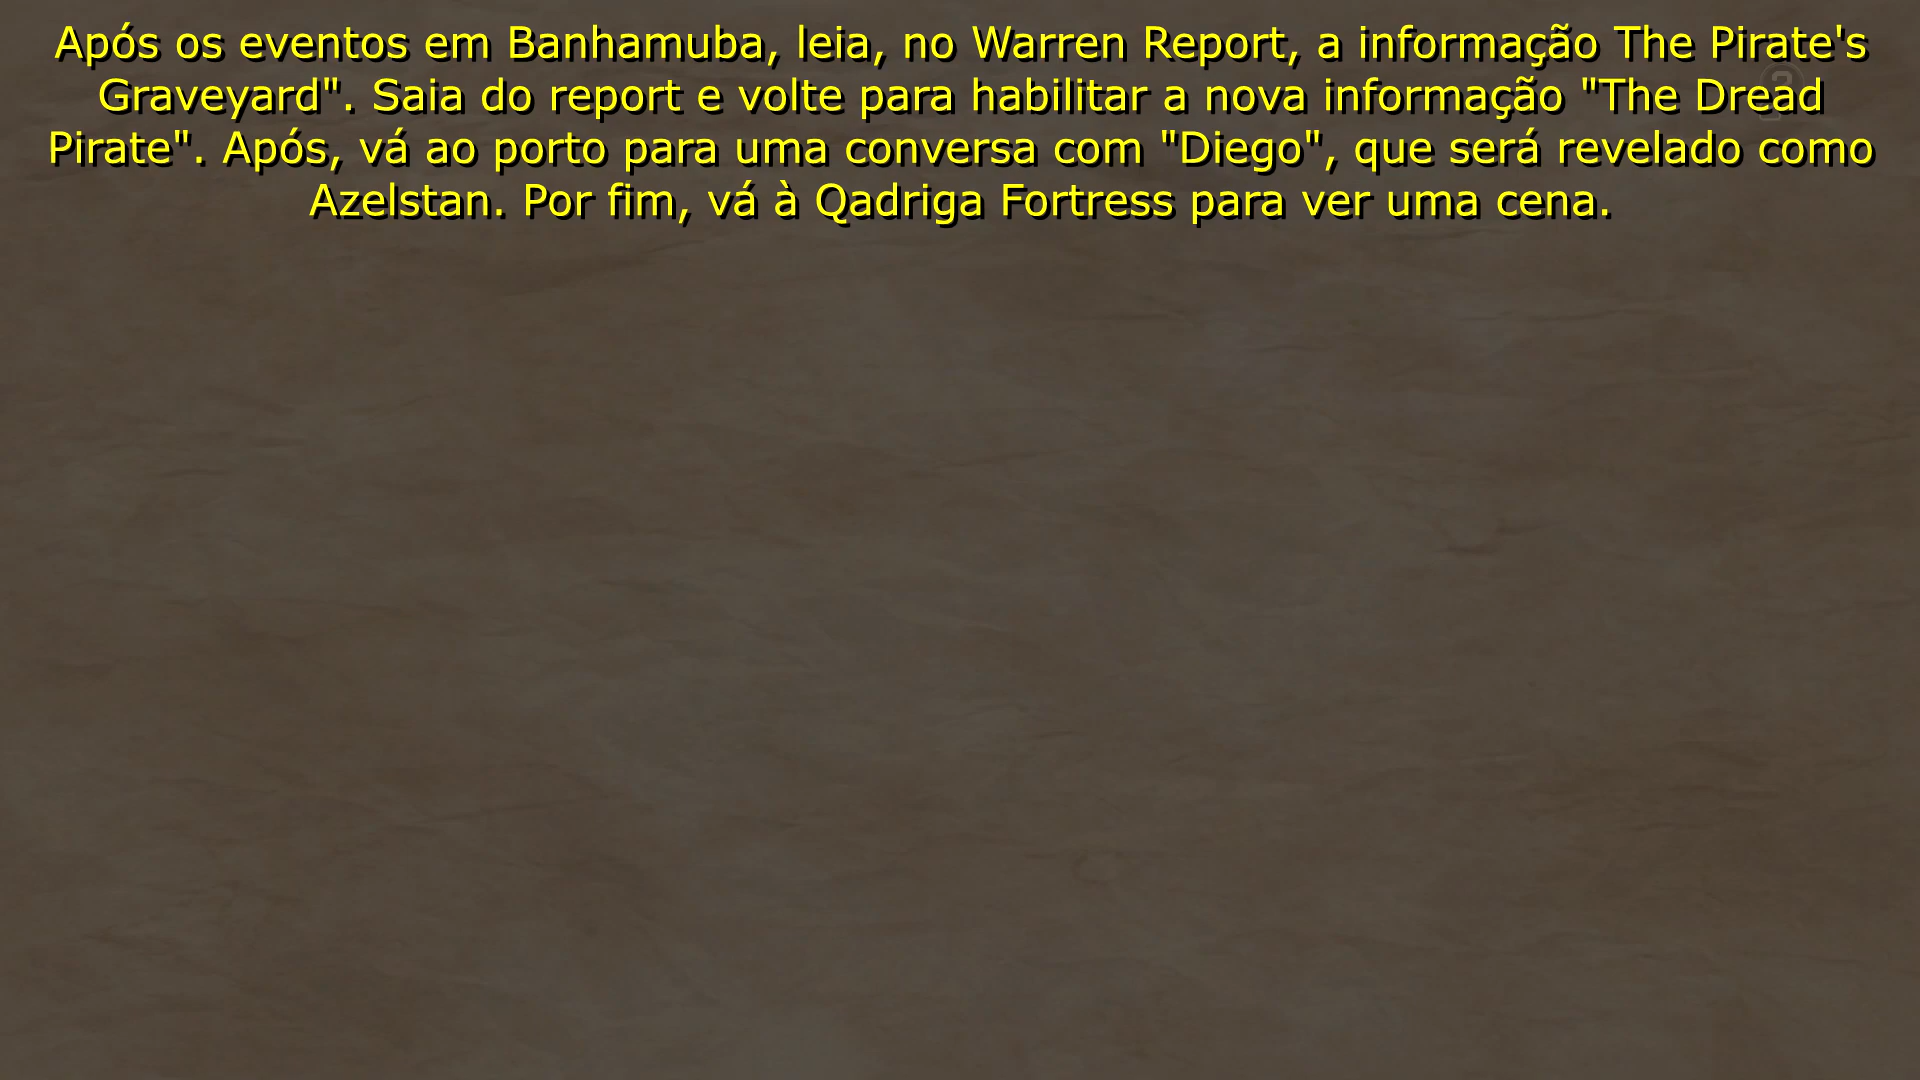 Após os eventos em Banhamuba, leia, no Warren Report, a informação The Pirate's
Graveyard". Saia do report e volte para habilitar a nova informação "The Dread
Pirate". Após, vá ao porto para uma conversa com "Diego", que será revelado como
Azelstan. Por fim, vá à Qadriga Fortress para ver uma cena.